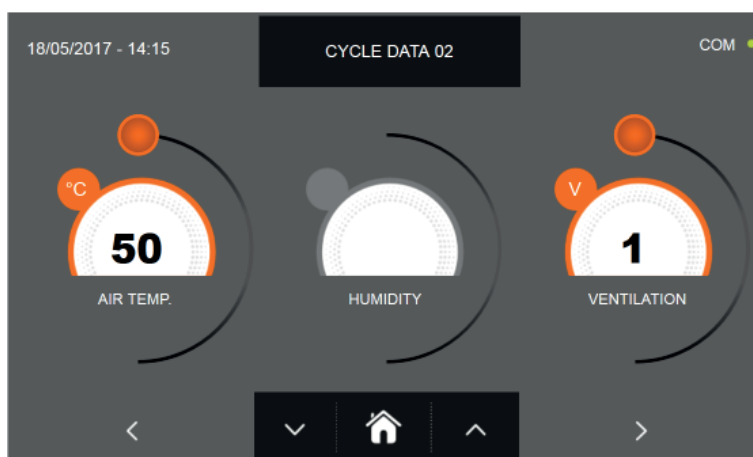 18/05/2017 - 14:15
CYCLE DATA 02
COM
°C
50
AIR TEMP.
HUMIDITY
V
1
VENTILATION